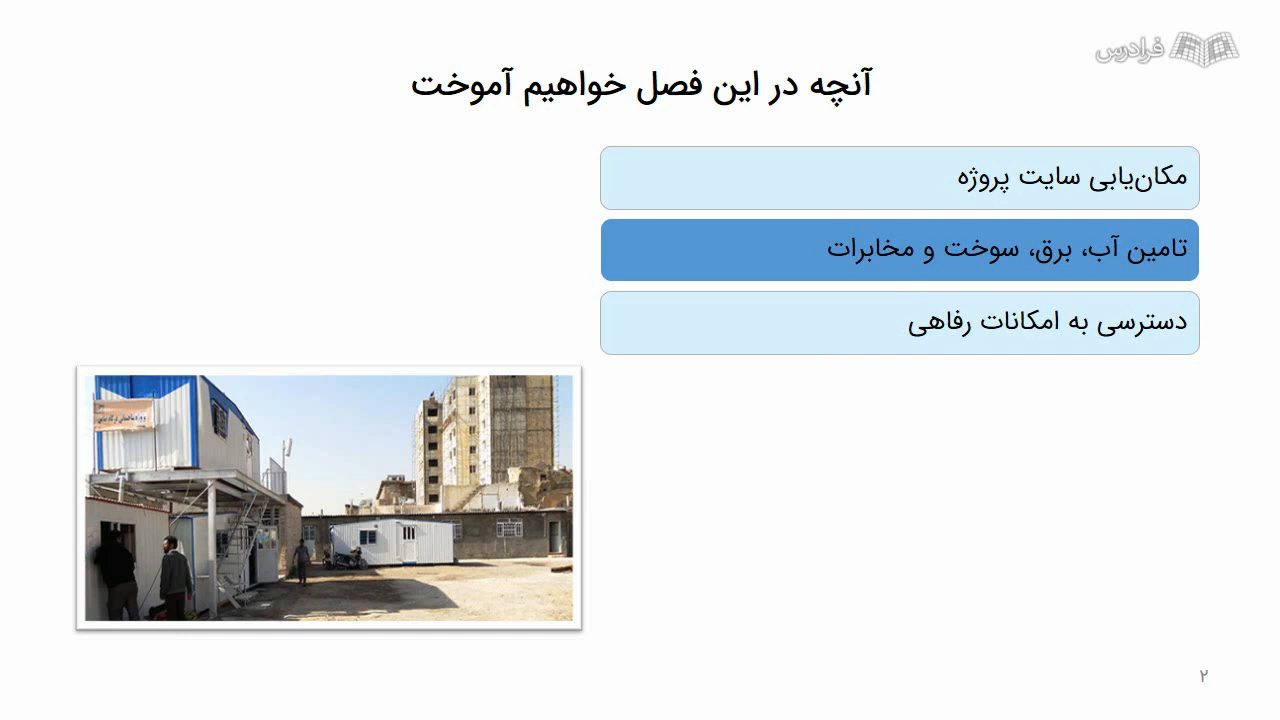 فرادرس
آنچه در این فصل خواهیم آموخت
مکان‌یابی سایت پروژه
تامین آب، برق، سوخت و مخابرات
دسترسی به امکانات رفاهی
۲